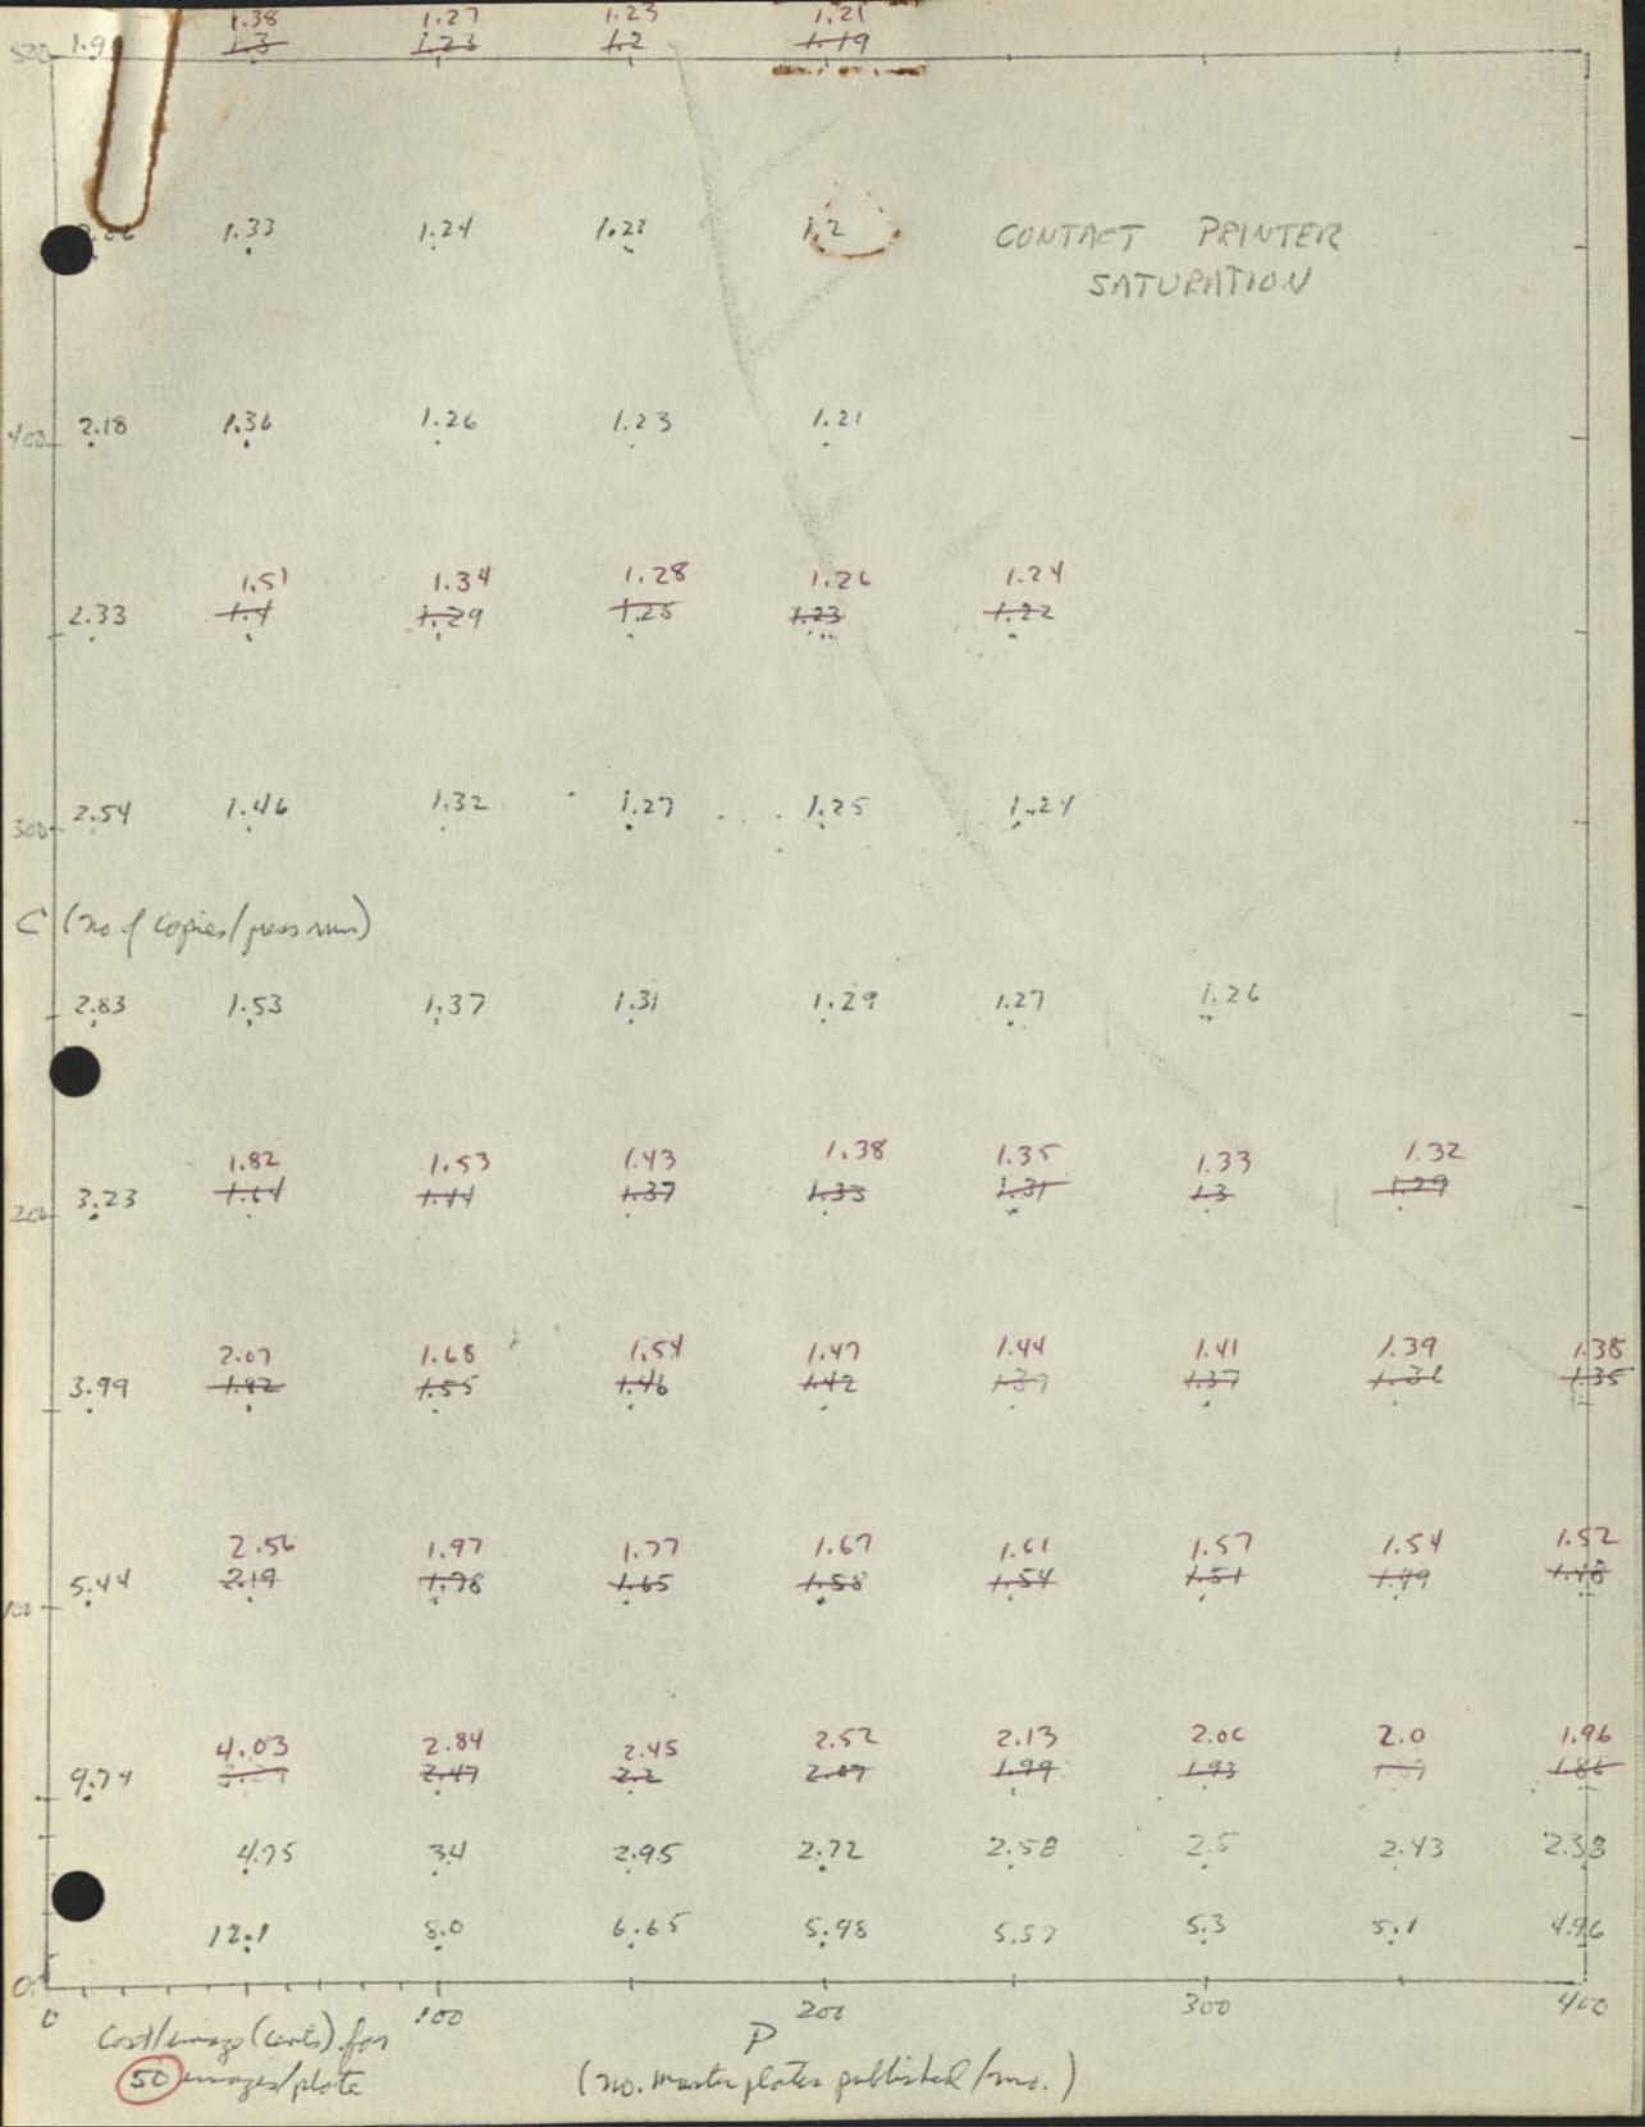 1.38 1.27 1.23 1.21
500 1.9 1.3 1.23 1.2 1.19
1.33 1.24 1.22 1.2 CONTACT PRINTER
SATURATION
400 2.18 1.36 1.26 1.23 1.21
1.51 1.34 1.28 1.26 1.24
2.33 1.4 1.29 1.25 1.23 1.22
300 2.54 1.46 1.32 1.27 1.25 1.24
C (no of copies/press run)
2.83 1.53 1.37 1.31 1.29 1.27 1.26
1.82 1.53 1.43 1.38 1.35 1.33 1.32
200 3.23 1.64 1.44 1.37 1.33 1.31 1.3 1.29
2.07 1.68 1.54 1.47 1.44 1.41 1.39 1.38
3.99 1.82 1.55 1.46 1.42 1.39 1.37 1.36 1.35
2.56 1.97 1.77 1.67 1.61 1.57 1.54 1.52
100 5.44 2.19 1.78 1.65 1.58 1.54 1.51 1.49 1.48
4.03 2.84 2.45 2.52 2.13 2.06 2.0 1.96
9.74 2.47 2.2 2.07 1.99 1.93 1.86
4.75 3.4 2.95 2.72 2.58 2.5 2.43 2.38
12.1 8.0 6.65 5.98 5.57 5.3 5.1 4.96
0
0 100 200 300 400
Cost/image (cents) for P
50 images/plate (no. master plates published/mo.)